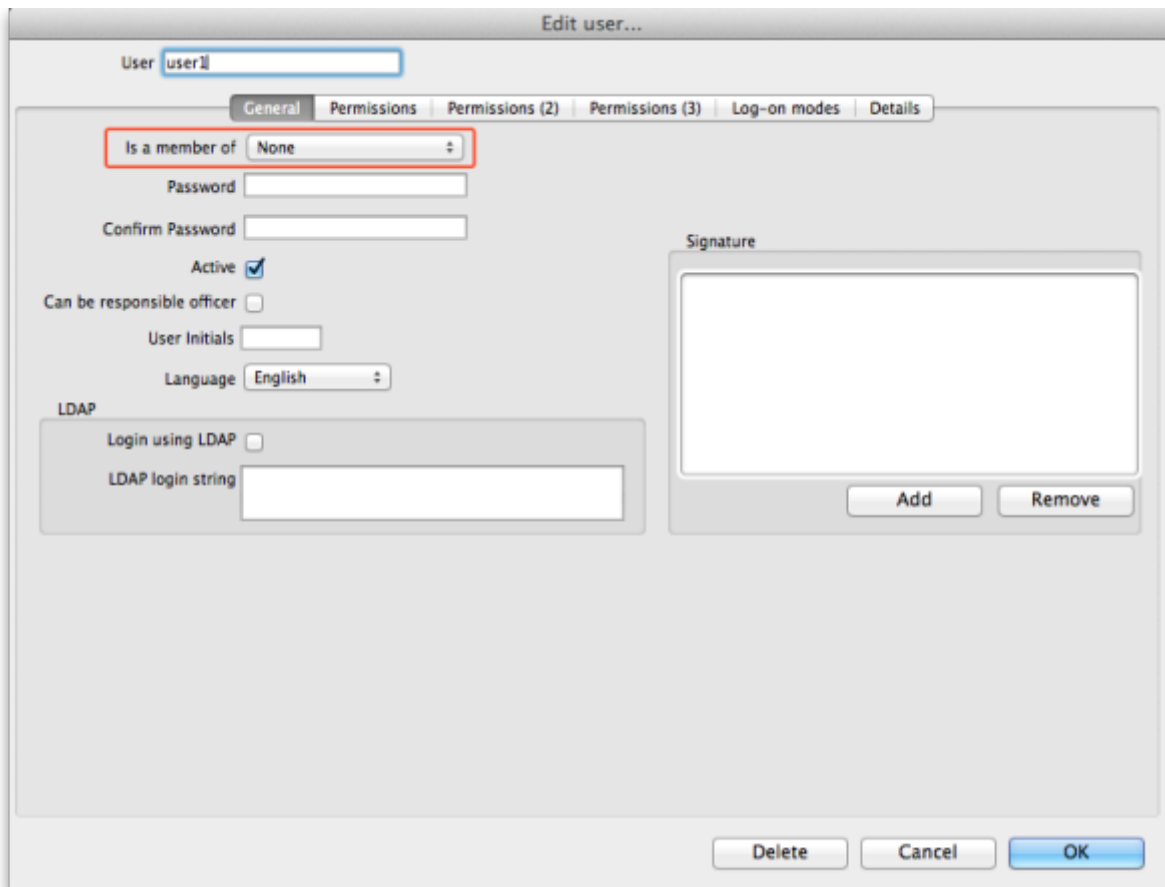 Edit user...
User user1
General Permissions Permissions (2) Permissions (3) Log-on modes Details
Is a member of None
Password
Confirm Password
Signature
Active
Can be responsible officer
User Initials
Language English
LDAP
Login using LDAP
LDAP login string
Add Remove
Delete Cancel OK